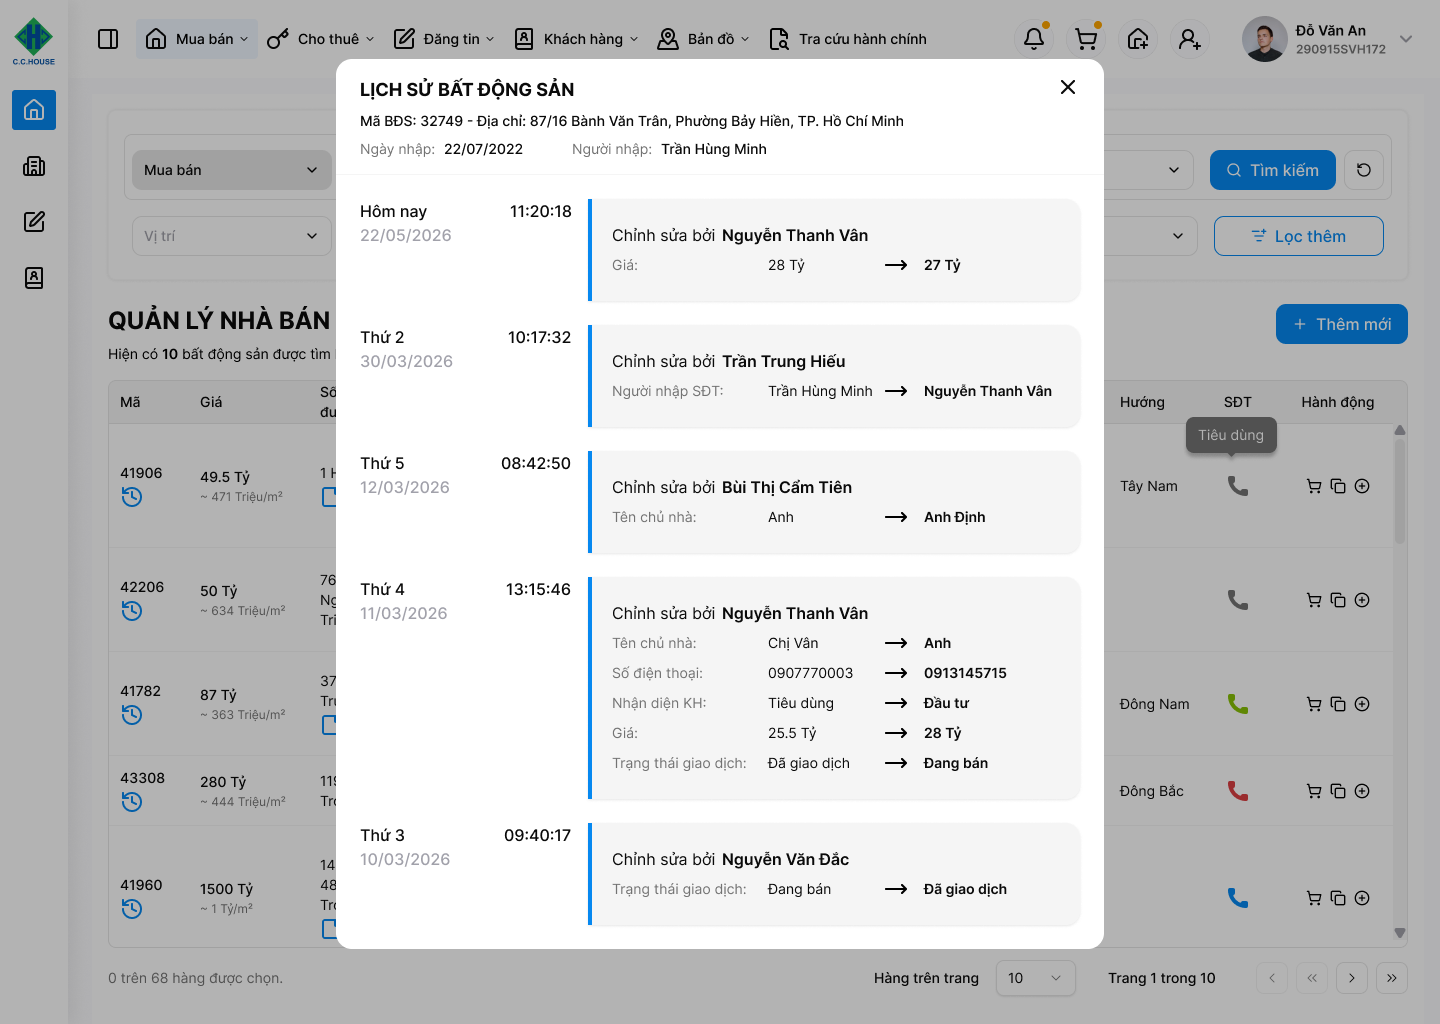 C.C.HOUSE
Mua bán
Cho thuê
Đăng tin
Khách hàng
Bản đồ
Tra cứu hành chính
Đỗ Văn An
290915SVH172
Mua bán
Tìm kiếm
Vị trí
Lọc thêm
QUẢN LÝ NHÀ BÁN
Thêm mới
Hiện có 10 bất động sản được tìm
Mã
Giá
Số
đu
Hướng
SĐT
Hành động
Tiêu dùng
41906
49.5 Tỷ
~ 471 Triệu/m²
1 H
Tây Nam
42206
50 Tỷ
~ 634 Triệu/m²
76
Ng
Tri
41782
87 Tỷ
~ 363 Triệu/m²
37
Trư
Đông Nam
43308
280 Tỷ
~ 444 Triệu/m²
119
Trọ
Đông Bắc
41960
1500 Tỷ
~ 1 Tỷ/m²
14
48
Trọ
0 trên 68 hàng được chọn.
Hàng trên trang
10
Trang 1 trong 10
LỊCH SỬ BẤT ĐỘNG SẢN
Mã BĐS: 32749 - Địa chỉ: 87/16 Bành Văn Trân, Phường Bảy Hiền, TP. Hồ Chí Minh
Ngày nhập: 22/07/2022 Người nhập: Trần Hùng Minh
Hôm nay 11:20:18
22/05/2026
Chỉnh sửa bởi Nguyễn Thanh Vân
Giá: 28 Tỷ → 27 Tỷ
Thứ 2 10:17:32
30/03/2026
Chỉnh sửa bởi Trần Trung Hiếu
Người nhập SĐT: Trần Hùng Minh → Nguyễn Thanh Vân
Thứ 5 08:42:50
12/03/2026
Chỉnh sửa bởi Bùi Thị Cẩm Tiên
Tên chủ nhà: Anh → Anh Định
Thứ 4 13:15:46
11/03/2026
Chỉnh sửa bởi Nguyễn Thanh Vân
Tên chủ nhà: Chị Vân → Anh
Số điện thoại: 0907770003 → 0913145715
Nhận diện KH: Tiêu dùng → Đầu tư
Giá: 25.5 Tỷ → 28 Tỷ
Trạng thái giao dịch: Đã giao dịch → Đang bán
Thứ 3 09:40:17
10/03/2026
Chỉnh sửa bởi Nguyễn Văn Đắc
Trạng thái giao dịch: Đang bán → Đã giao dịch